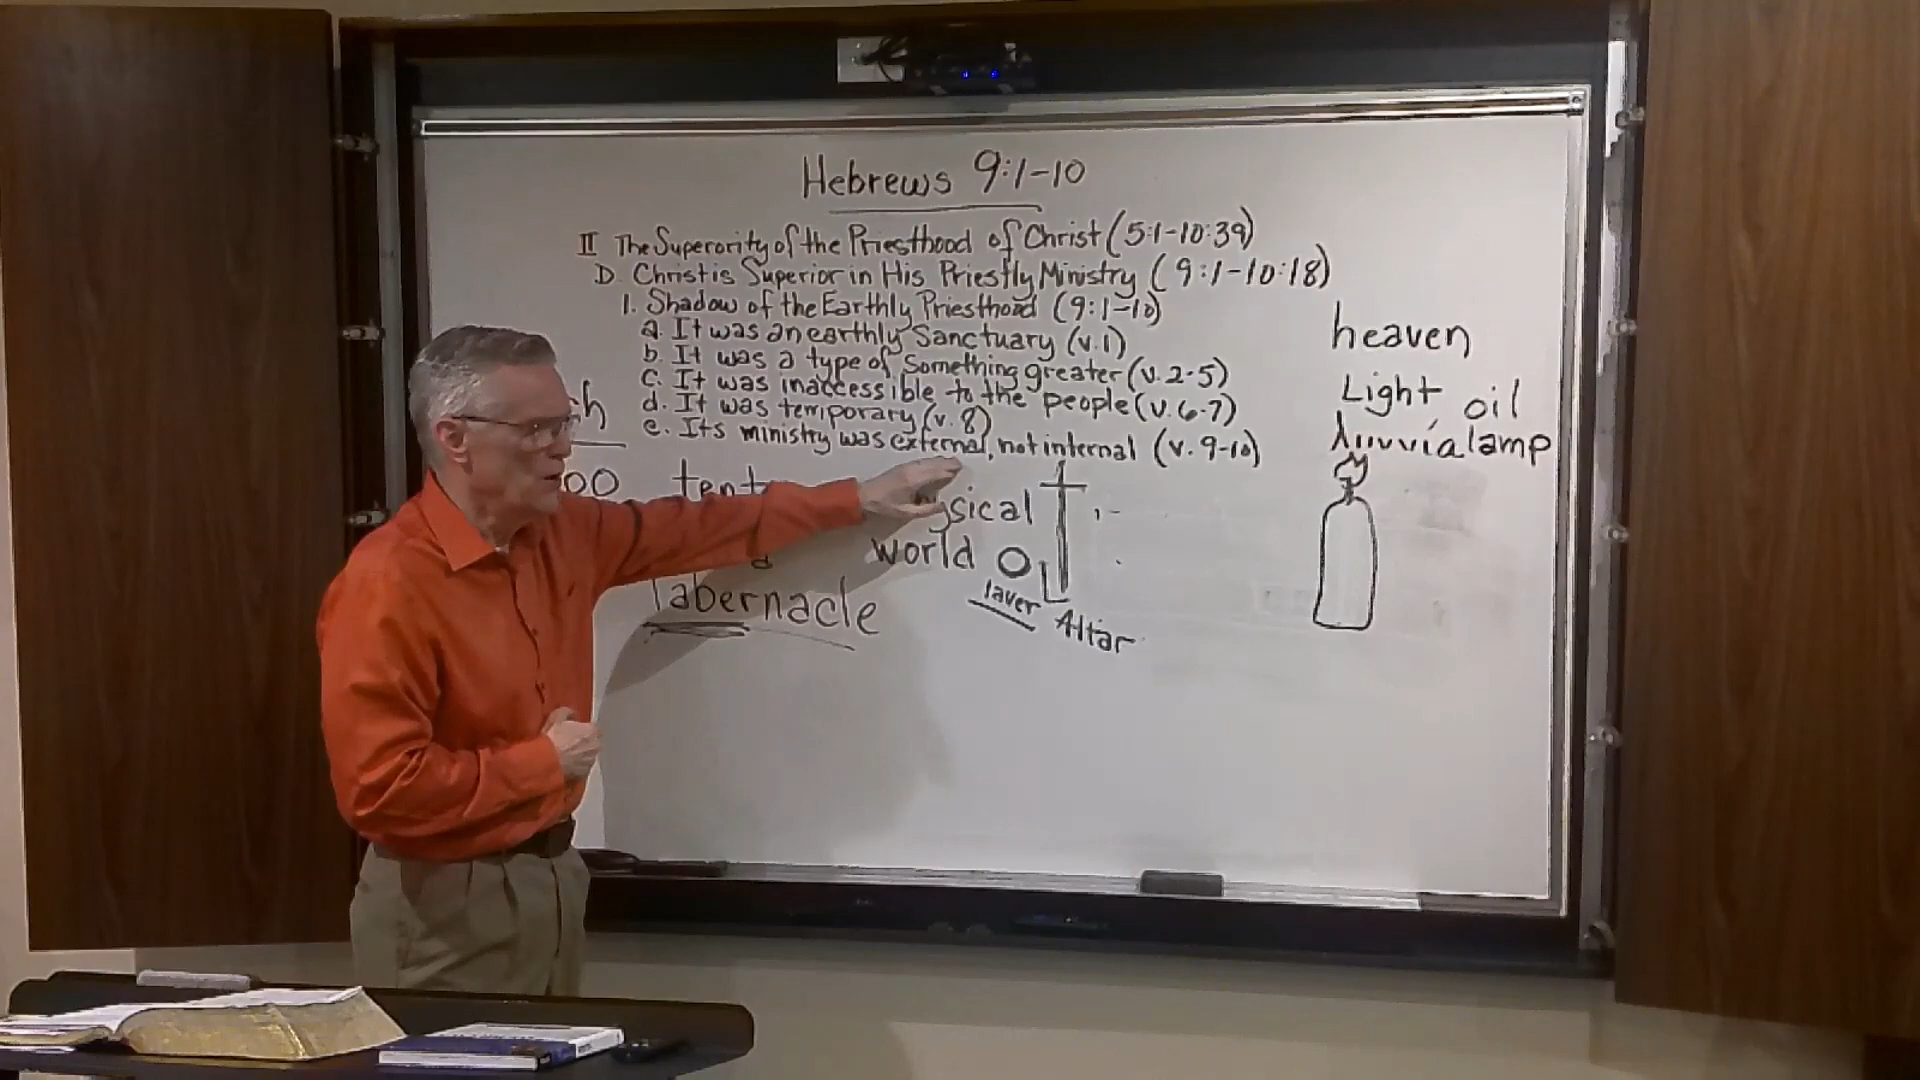 Hebrews 9:1-10
II The Superority of the Priesthood of Christ (5:1-10:39)
D. Christ is Superior in His Priestly Ministry (9:1-10:18)
1. Shadow of the Earthly Priesthood (9:1-10)
a. It was an earthly Sanctuary (v.1)
b. It was a type of Something greater (v.2-5)
c. It was inaccessible to the people (v.6-7)
d. It was temporary (v.8)
e. Its ministry was external, not internal (v.9-10)
heaven
Light oil
lamp
tent
world
Tabernacle
laver
Altar